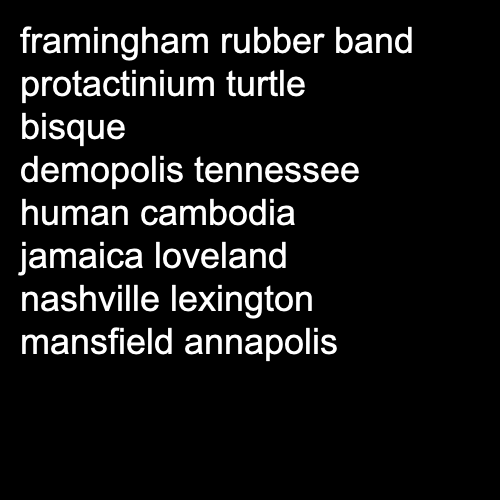 framingham rubber band
protactinium turtle
bisque
demopolis tennessee
human cambodia
jamaica loveland
nashville lexington
mansfield annapolis